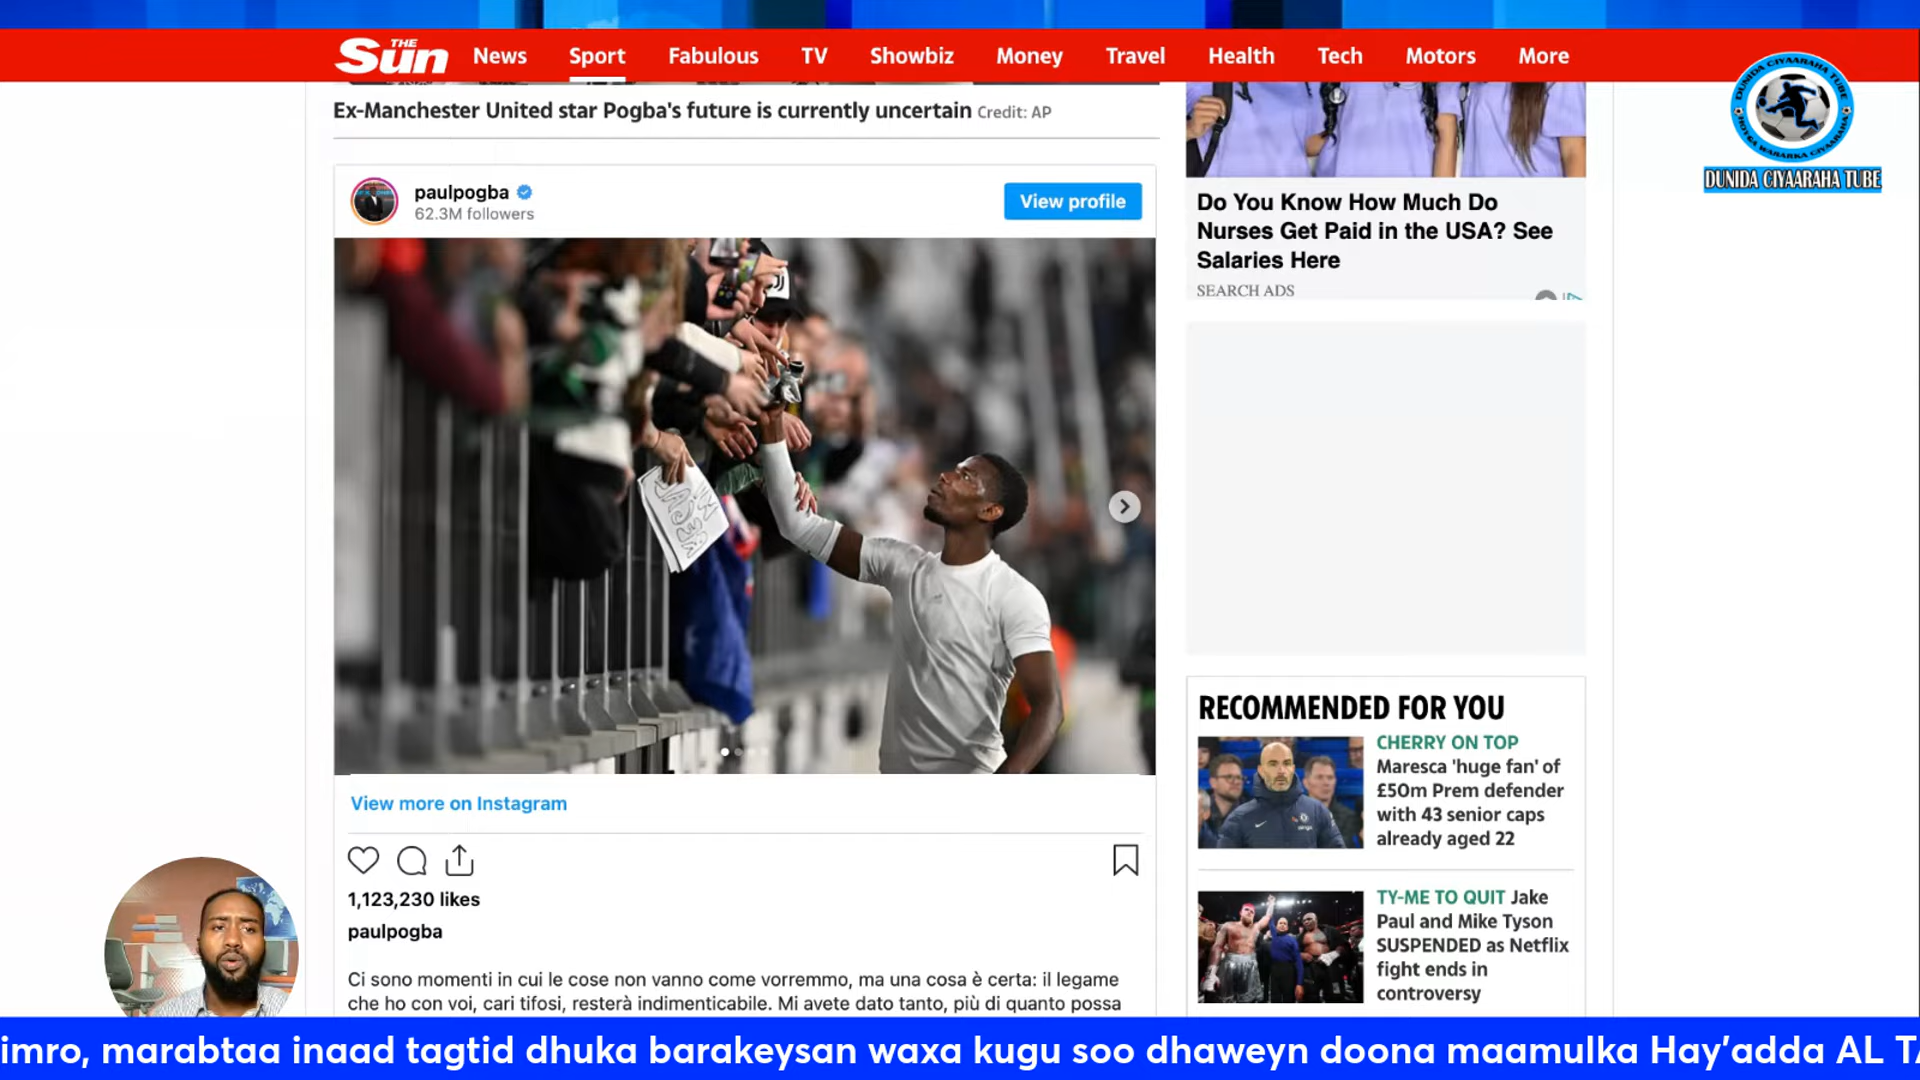 THE Sun
News Sport Fabulous TV Showbiz Money Travel Health Tech Motors More
Ex-Manchester United star Pogba's future is currently uncertain Credit: AP
paulpogba
62.3M followers
View profile
View more on Instagram
1,123,230 likes
paulpogba
Ci sono momenti in cui le cose non vanno come vorremmo, ma una cosa è certa: il legame
che ho con voi, cari tifosi, resterà indimenticabile. Mi avete dato tanto, più di quanto possa
Do You Know How Much Do
Nurses Get Paid in the USA? See
Salaries Here
SEARCH ADS
RECOMMENDED FOR YOU
CHERRY ON TOP
Maresca 'huge fan' of
£50m Prem defender
with 43 senior caps
already aged 22
TY-ME TO QUIT Jake
Paul and Mike Tyson
SUSPENDED as Netflix
fight ends in
controversy
DUNIDA CIYAARAHA TUBE
HOYGA WARARKA CIYAARAHA
DUNIDA CIYAARAHA TUBE
imro, marabtaa inaad tagtid dhuka barakeysan waxa kugu soo dhaweyn doona maamulka Hay'adda AL TA